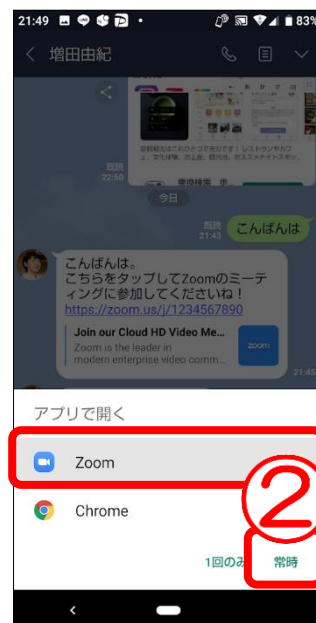 21:49
83%
増田由紀
既読
22:50
今日
既読
21:43
こんばんは
こんばんは。
こちらをタップしてZoomのミーテ
ィングに参加してくださいね！
https://zoom.us/j/1234567890
Join our Cloud HD Video Me...
Zoom is the leader in
modern enterprise video comm...
zoom
21:45
アプリで開く
Zoom
Chrome
②
1回のみ
常時